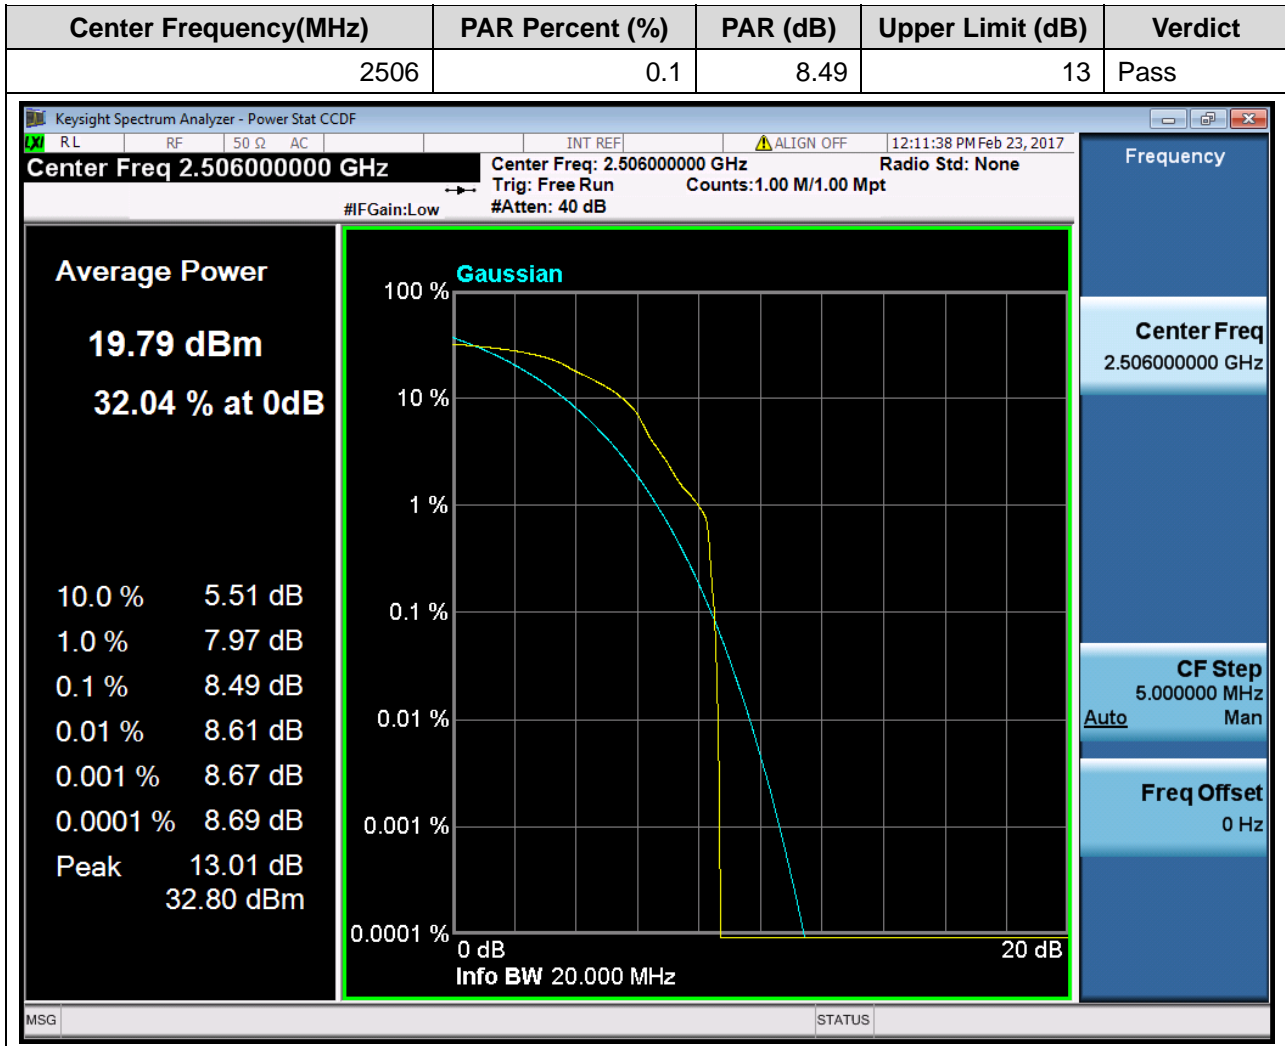 Center Frequency(MHz) PAR Percent (%) PAR (dB) Upper Limit (dB) Verdict
2506 0.1 8.49 13 Pass
Keysight Spectrum Analyzer - Power Stat CCDF
LXI RL RF 50 Ω AC INT REF ALIGN OFF 12:11:38 PM Feb 23, 2017
Center Freq 2.506000000 GHz
Center Freq: 2.506000000 GHz Radio Std: None
Trig: Free Run Counts:1.00 M/1.00 Mpt
#IFGain:Low #Atten: 40 dB
Average Power
19.79 dBm
32.04 % at 0dB
10.0 % 5.51 dB
1.0 % 7.97 dB
0.1 % 8.49 dB
0.01 % 8.61 dB
0.001 % 8.67 dB
0.0001 % 8.69 dB
Peak 13.01 dB
32.80 dBm
Gaussian
100 %
10 %
1 %
0.1 %
0.01 %
0.001 %
0.0001 %
0 dB 20 dB
Info BW 20.000 MHz
Frequency
Center Freq
2.506000000 GHz
CF Step
5.000000 MHz
Auto Man
Freq Offset
0 Hz
MSG STATUS